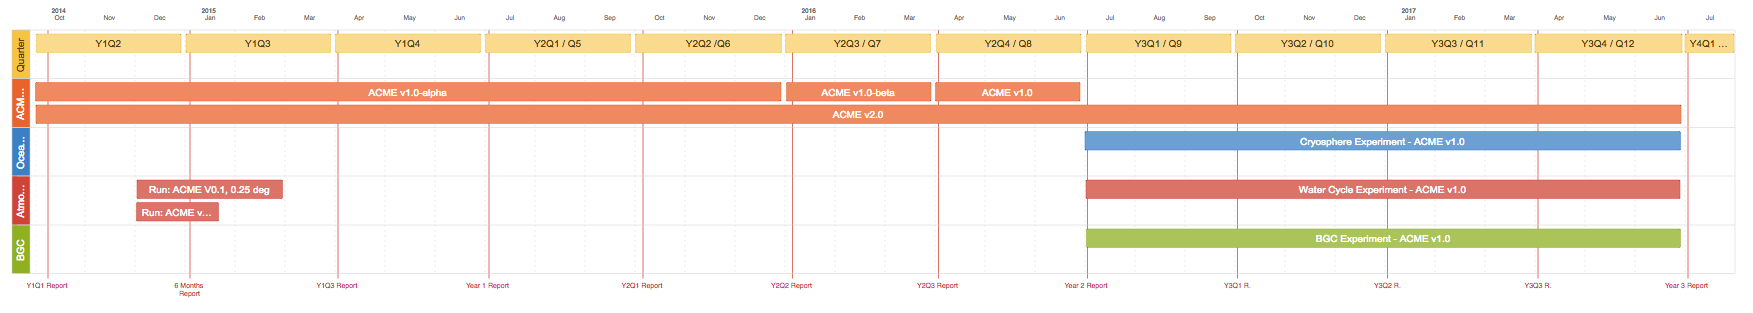 2014 2015 2016 2017
Oct Nov Dec Jan Feb Mar Apr May Jun Jul Aug Sep Oct Nov Dec Jan Feb Mar Apr May Jun Jul Aug Sep Oct Nov Dec Jan Feb Mar Apr May Jun Jul
Quarter Y1Q2 Y1Q3 Y1Q4 Y2Q1 / Q5 Y2Q2 /Q6 Y2Q3 / Q7 Y2Q4 / Q8 Y3Q1 / Q9 Y3Q2 / Q10 Y3Q3 / Q11 Y3Q4 / Q12 Y4Q1 ...
ACM... ACME v1.0-alpha ACME v1.0-beta ACME v1.0
ACME v2.0
Ocea... Cryosphere Experiment - ACME v1.0
Atmo... Run: ACME V0.1, 0.25 deg Water Cycle Experiment - ACME v1.0
Run: ACME v...
BGC BGC Experiment - ACME v1.0
Y1Q1 Report 6 Months Y1Q3 Report Year 1 Report Y2Q1 Report Y2Q2 Report Y2Q3 Report Year 2 Report Y3Q1 R. Y3Q2 R. Y3Q3 R. Year 3 Report
Report